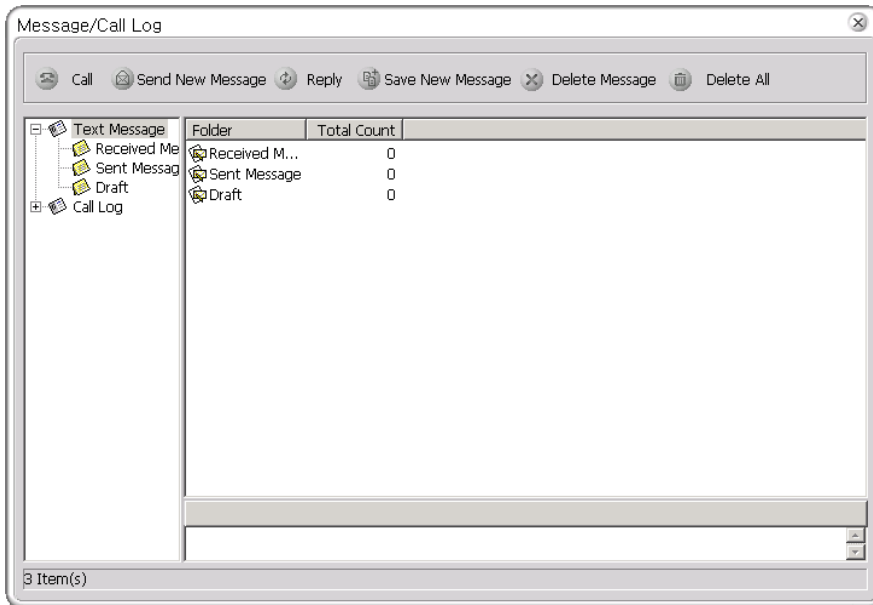 Message/Call Log
Call Send New Message Reply Save New Message Delete Message Delete All
Text Message
Received Me
Sent Messag
Draft
Call Log
Folder Total Count
Received M... 0
Sent Message 0
Draft 0
3 Item(s)